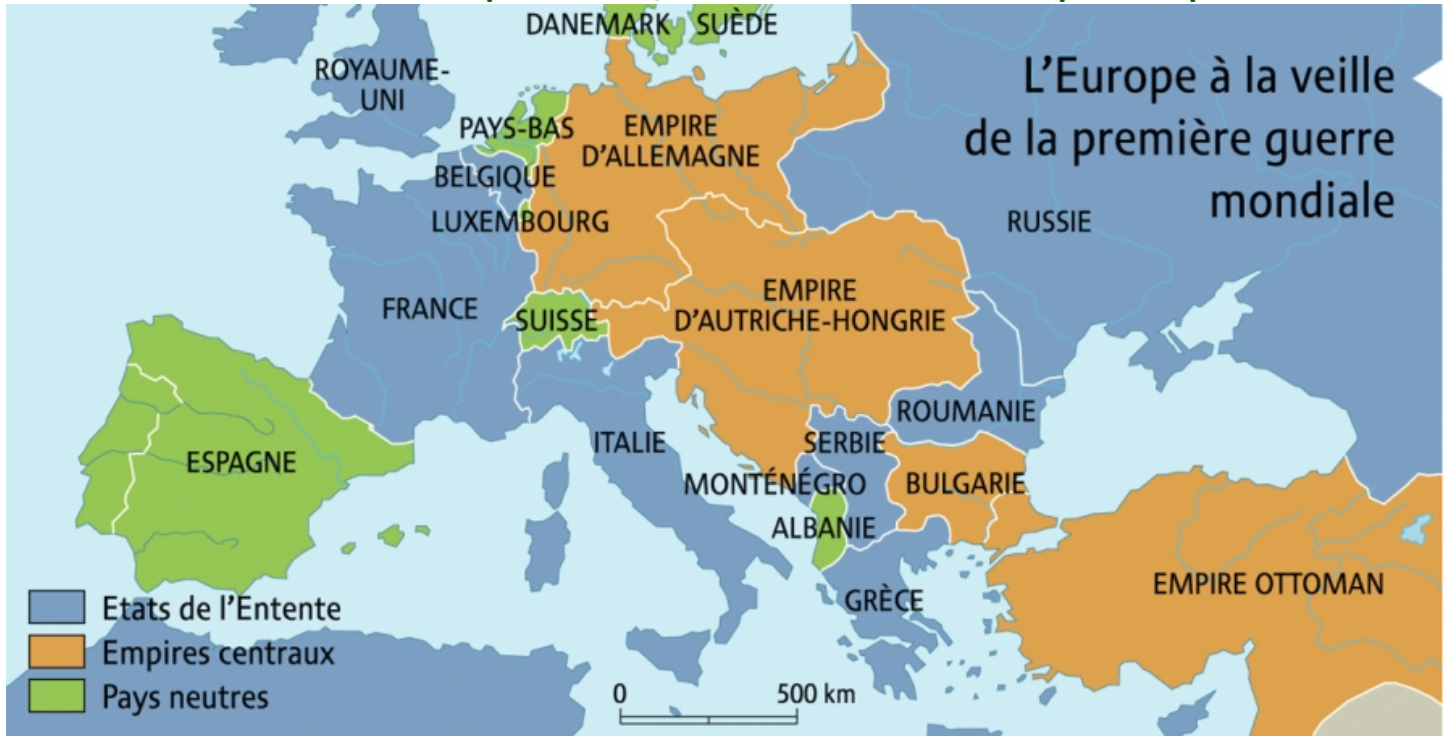 DANEMARK SUÈDE
ROYAUME-
UNI
L'Europe à la veille
de la première guerre
mondiale
PAYS-BAS
EMPIRE
D'ALLEMAGNE
BELGIQUE
LUXEMBOURG
RUSSIE
FRANCE
SUISSE
EMPIRE
D'AUTRICHE-HONGRIE
ROUMANIE
ESPAGNE
ITALIE
SERBIE
MONTÉNÉGRO
BULGARIE
ALBANIE
EMPIRE OTTOMAN
GRÈCE
Etats de l'Entente
Empires centraux
Pays neutres
0 500 km